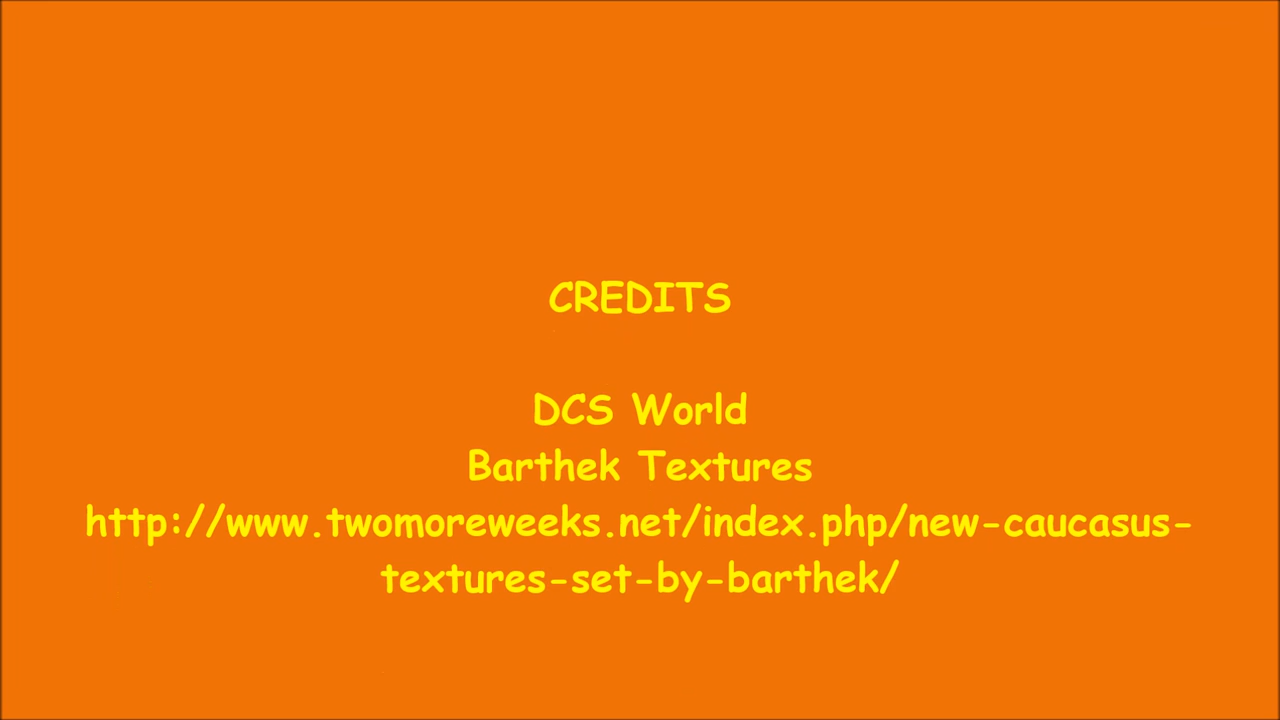 CREDITS
DCS World
Barthek Textures
http://www.twomoreweeks.net/index.php/new-caucasus-
textures-set-by-barthek/